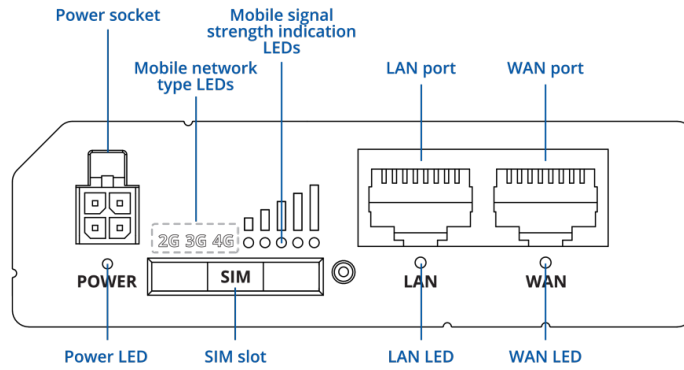 Power socket
Mobile signal
strength indication
LEDs
Mobile network
type LEDs
LAN port
WAN port
2G 3G 4G
POWER
SIM
LAN
WAN
Power LED
SIM slot
LAN LED
WAN LED